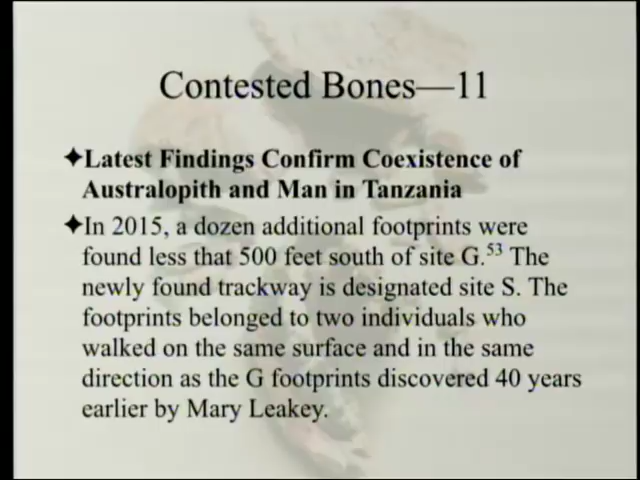 Contested Bones—11
✦Latest Findings Confirm Coexistence of
Australopith and Man in Tanzania
✦In 2015, a dozen additional footprints were
found less that 500 feet south of site G.53 The
newly found trackway is designated site S. The
footprints belonged to two individuals who
walked on the same surface and in the same
direction as the G footprints discovered 40 years
earlier by Mary Leakey.